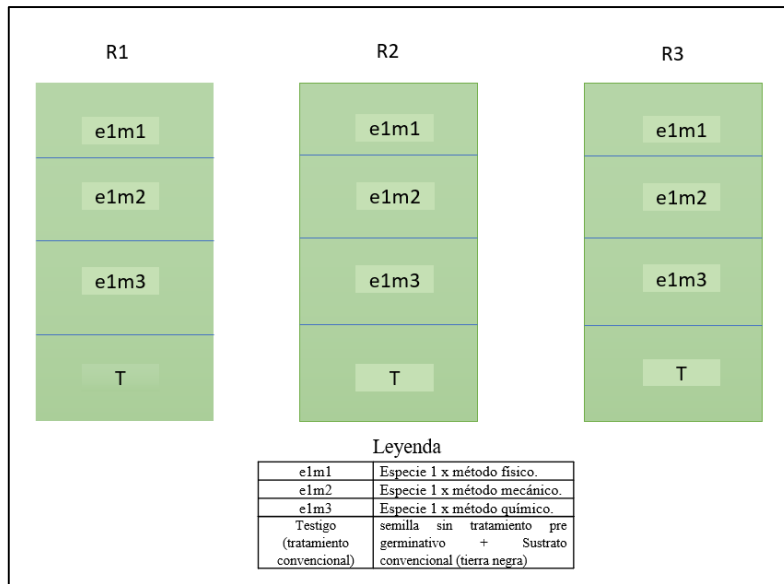 R1 R2 R3
e1m1 e1m1 e1m1
e1m2 e1m2 e1m2
e1m3 e1m3 e1m3
T T T
Leyenda
e1m1 Especie 1 x método físico.
e1m2 Especie 1 x método mecánico.
e1m3 Especie 1 x método químico.
Testigo semilla sin tratamiento pre
(tratamiento germinativo + Sustrato
convencional) convencional (tierra negra)